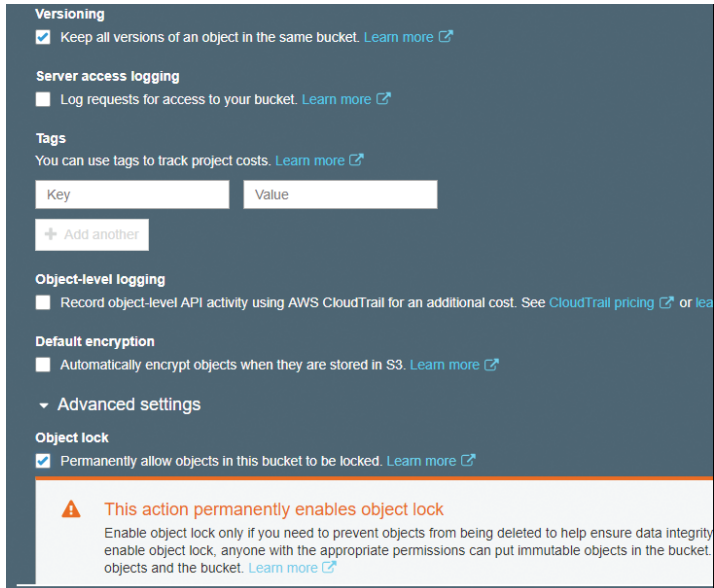 Versioning
Keep all versions of an object in the same bucket. Learn more
Server access logging
Log requests for access to your bucket. Learn more
Tags
You can use tags to track project costs. Learn more
Key Value
+ Add another
Object-level logging
Record object-level API activity using AWS CloudTrail for an additional cost. See CloudTrail pricing or lea
Default encryption
Automatically encrypt objects when they are stored in S3. Learn more
Advanced settings
Object lock
Permanently allow objects in this bucket to be locked. Learn more
This action permanently enables object lock
Enable object lock only if you need to prevent objects from being deleted to help ensure data integrity
enable object lock, anyone with the appropriate permissions can put immutable objects in the bucket.
objects and the bucket. Learn more